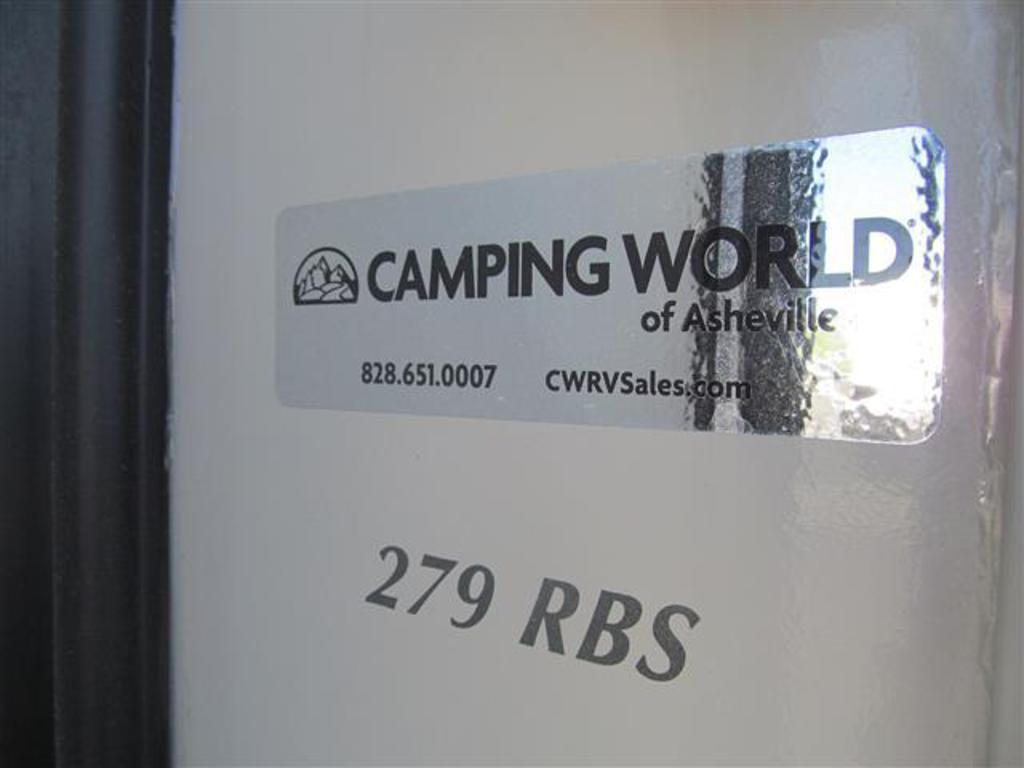 CAMPING WORLD
of Asheville
828.651.0007 CWRVSales.com
279 RBS